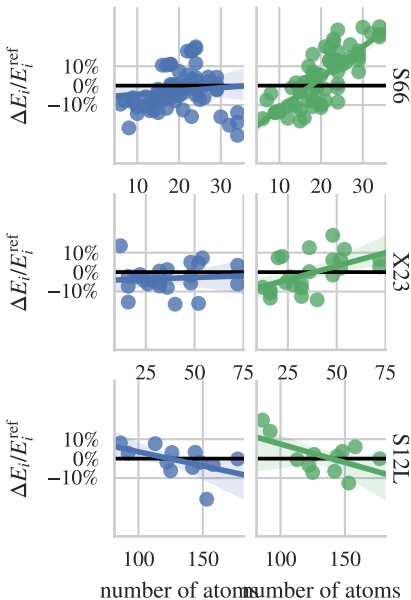 10%
0%
−10%
ΔE_i/E_i^ref
S66
10 20 30 10 20 30
10%
0%
−10%
ΔE_i/E_i^ref
X23
25 50 75 25 50 75
10%
0%
−10%
ΔE_i/E_i^ref
S12L
100 150 100 150
number of atoms number of atoms